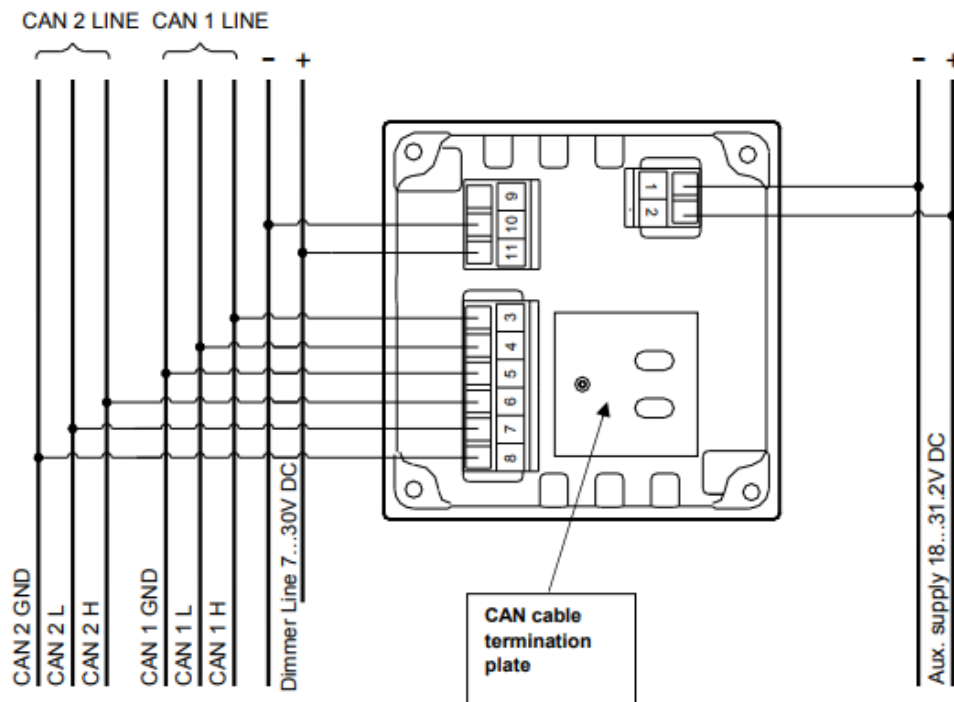 CAN 2 LINE CAN 1 LINE
- +
- +
9
10
11
1
2
3
4
5
6
7
8
CAN 2 GND
CAN 2 L
CAN 2 H
CAN 1 GND
CAN 1 L
CAN 1 H
Dimmer Line 7...30V DC
CAN cable
termination
plate
Aux. supply 18...31.2V DC